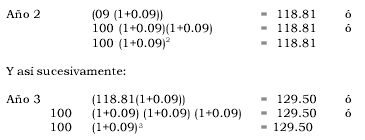 Año 2 (09 (1+0.09)) = 118.81 ó
100 (1+0.09)(1+0.09) = 118.81 ó
100 (1+0.09)² = 118.81
Y así sucesivamente:
Año 3 (118.81(1+0.09)) = 129.50 ó
100 (1+0.09) (1+0.09) (1+0.09) = 129.50 ó
100 (1+0.09)³ = 129.50